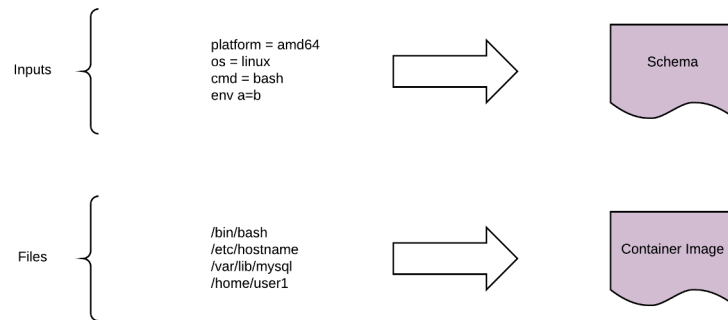 Inputs
platform = amd64
os = linux
cmd = bash
env a=b
Schema
Files
/bin/bash
/etc/hostname
/var/lib/mysql
/home/user1
Container Image